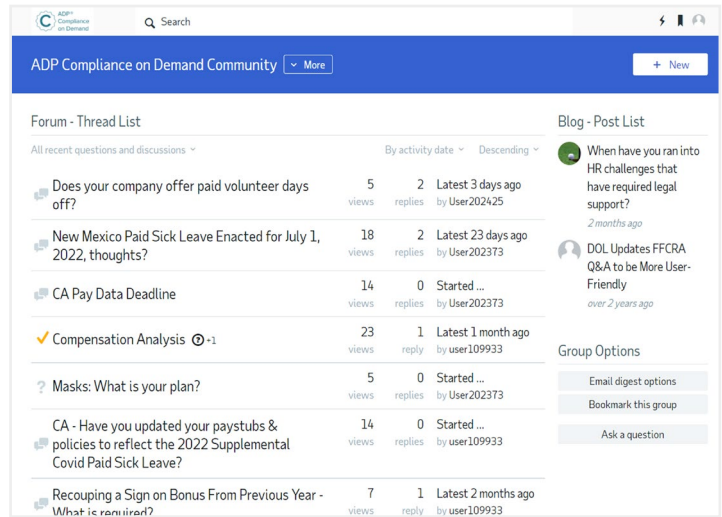 ADP®
Compliance
on Demand
Search
ADP Compliance on Demand Community
More
+ New
Forum - Thread List
All recent questions and discussions
By activity date
Descending
Does your company offer paid volunteer days
off?
5
views
2
replies
Latest 3 days ago
by User202425
New Mexico Paid Sick Leave Enacted for July 1,
2022, thoughts?
18
views
2
replies
Latest 23 days ago
by User202373
CA Pay Data Deadline
14
views
0
replies
Started ...
by User202373
Compensation Analysis ? +1
23
views
1
reply
Latest 1 month ago
by user109933
? Masks: What is your plan?
5
views
0
replies
Started ...
by User202373
CA - Have you updated your paystubs &
policies to reflect the 2022 Supplemental
Covid Paid Sick Leave?
14
views
0
replies
Started ...
by user109933
Recouping a Sign on Bonus From Previous Year -
What is required?
7
views
1
reply
Latest 2 months ago
by user109933
Blog - Post List
When have you ran into
HR challenges that
have required legal
support?
2 months ago
DOL Updates FFCRA
Q&A to be More User-
Friendly
over 2 years ago
Group Options
Email digest options
Bookmark this group
Ask a question